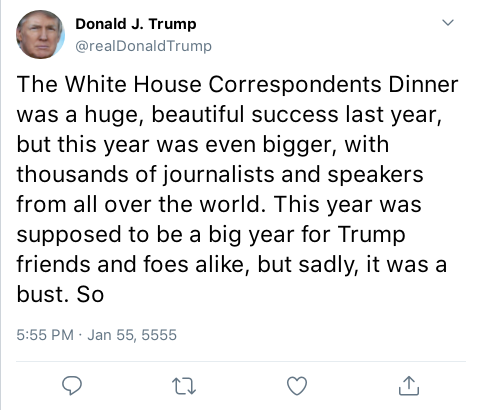 Donald J. Trump
@realDonaldTrump
The White House Correspondents Dinner
was a huge, beautiful success last year,
but this year was even bigger, with
thousands of journalists and speakers
from all over the world. This year was
supposed to be a big year for Trump
friends and foes alike, but sadly, it was a
bust. So
5:55 PM · Jan 55, 5555